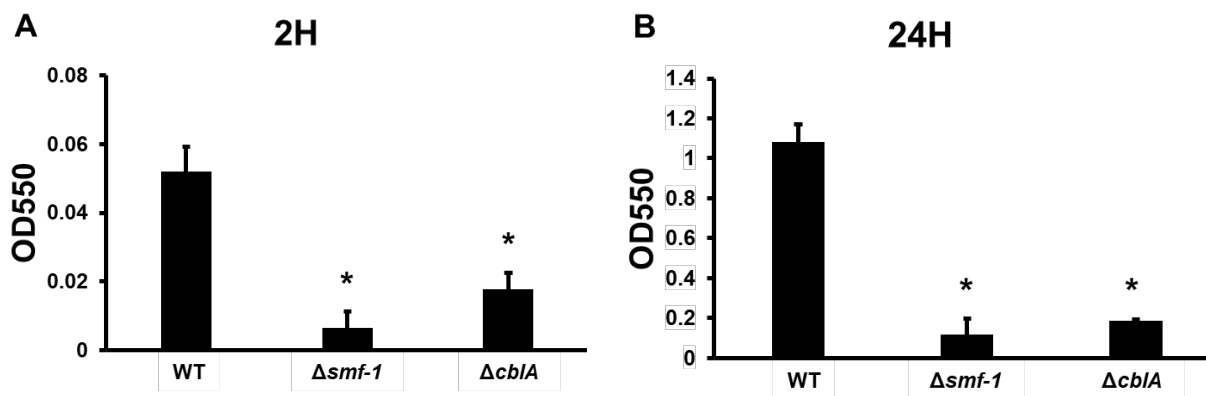 A
2H
OD550
0.08
0.06
0.04
0.02
0
*
*
WT
Δsmf-1
ΔcblA
B
24H
OD550
1.4
1.2
1
0.8
0.6
0.4
0.2
0
*
*
WT
Δsmf-1
ΔcblA